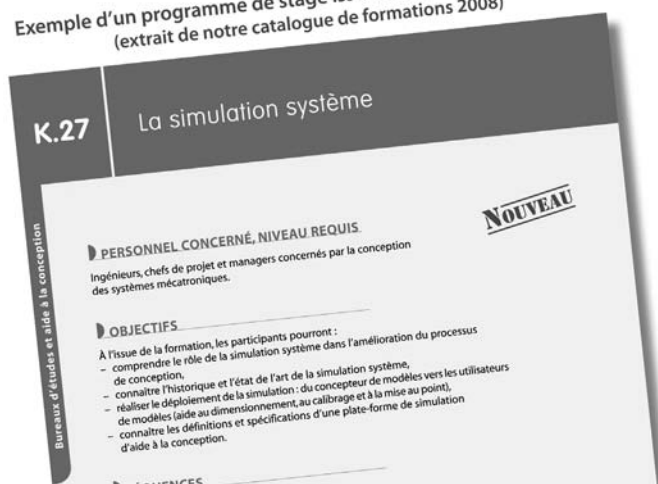 Exemple d'un programme de stage
(extrait de notre catalogue de formations 2008)
K.27
La simulation système
NOUVEAU
Bureaux d'études et aide à la conception
PERSONNEL CONCERNÉ, NIVEAU REQUIS
Ingénieurs, chefs de projet et managers concernés par la conception
des systèmes mécatroniques.
OBJECTIFS
À l'issue de la formation, les participants pourront :
– comprendre le rôle de la simulation système dans l'amélioration du processus
de conception,
– connaître l'historique et l'état de l'art de la simulation système,
– réaliser le déploiement de la simulation : du concepteur de modèles vers les utilisateurs
de modèles (aide au dimensionnement, au calibrage et à la mise au point),
– connaître les définitions et spécifications d'une plate-forme de simulation
d'aide à la conception.